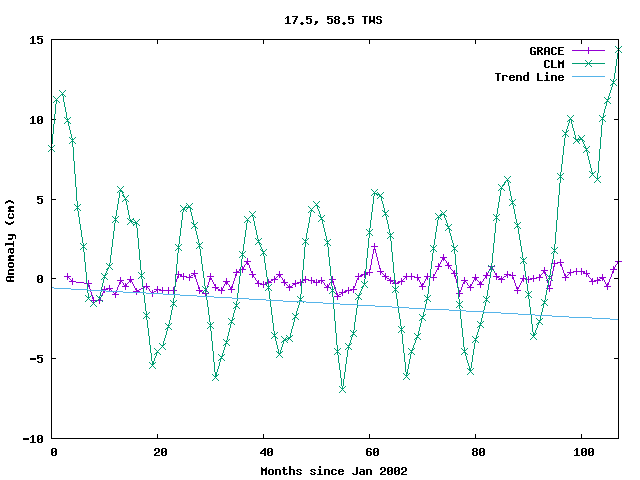 17.5, 58.5 TWS
GRACE
CLM
Trend Line
15
10
5
0
-5
-10
Anomaly (cm)
0 20 40 60 80 100
Months since Jan 2002